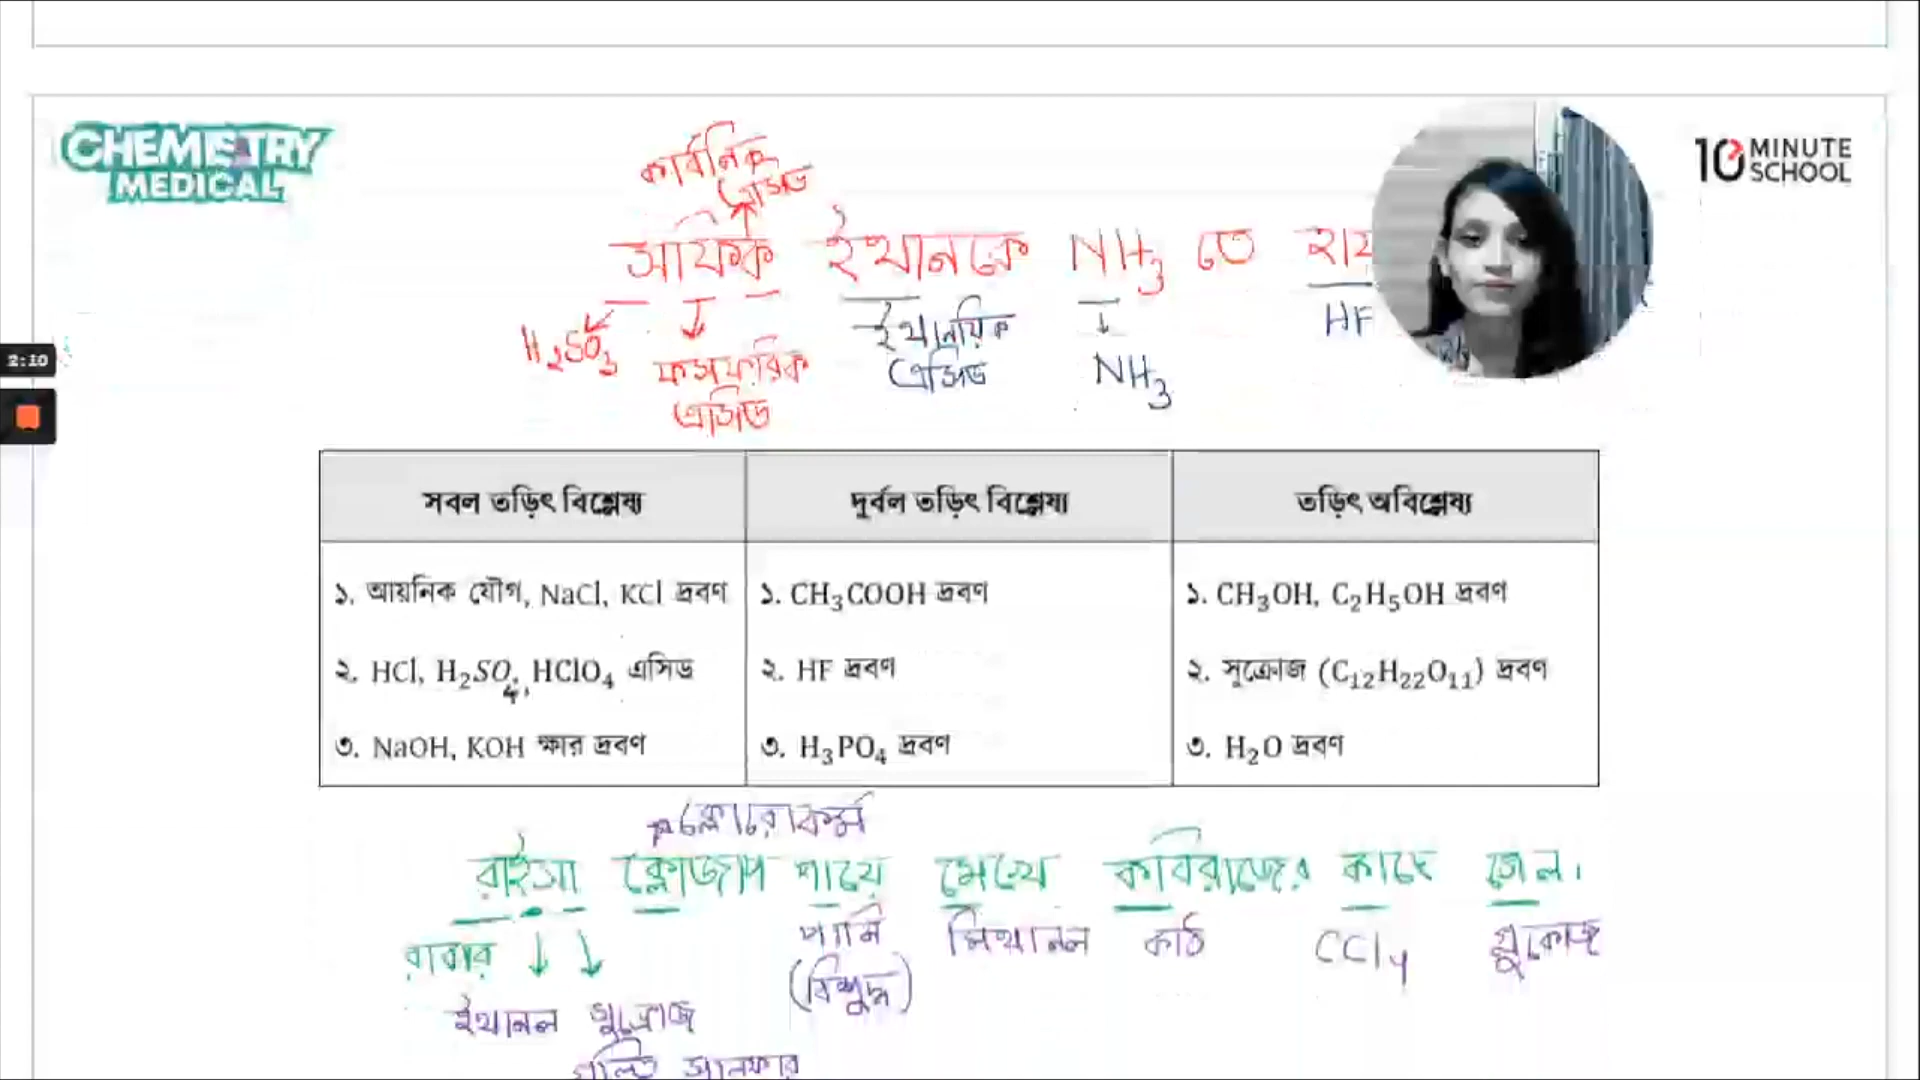 CHEMISTRY
MEDICAL
10 MINUTE
SCHOOL
কার্বনিক
এসিড
সাফিক ইথানকে NH3 তে হায়
H2SO3 ফসফরিক এসিড
ইথানয়িক এসিড
NH3
HF
2:10
সবল তড়িৎ বিশ্লেষ্য দুর্বল তড়িৎ বিশ্লেষ্য তড়িৎ অবিশ্লেষ্য
১. আয়নিক যৌগ, NaCl, KCl দ্রবণ ১. CH₃COOH দ্রবণ ১. CH₃OH, C₂H₅OH দ্রবণ
২. HCl, H₂SO₄, HClO₄ এসিড ২. HF দ্রবণ ২. সুক্রোজ (C₁₂H₂₂O₁₁) দ্রবণ
৩. NaOH, KOH ক্ষার দ্রবণ ৩. H₃PO₄ দ্রবণ ৩. H₂O দ্রবণ
ক্লোরোফর্ম
রাইসা ক্লোজাপ পায়ে মেখে কবিরাজের কাছে গেল।
রাবার পানি মিথানল কাঠ CCl4 গ্লুকোজ
(বিশুদ্ধ)
ইথানল সুক্রোজ
সালফার